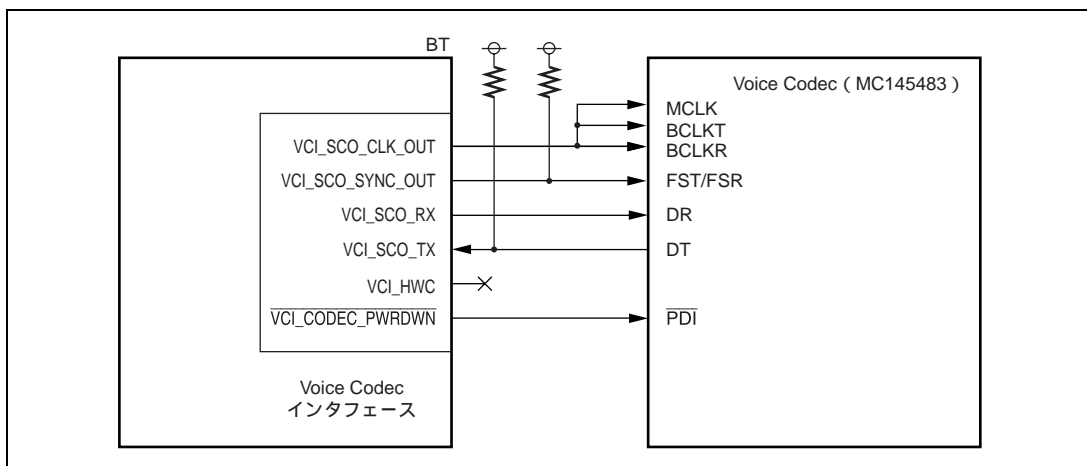 BT
Voice Codec（MC145483）
MCLK
BCLKT
BCLKR
VCI_SCO_CLK_OUT
VCI_SCO_SYNC_OUT
FST/FSR
VCI_SCO_RX
DR
VCI_SCO_TX
DT
VCI_HWC
VCI_CODEC_PWRDWN
PDI
Voice Codec
インタフェース